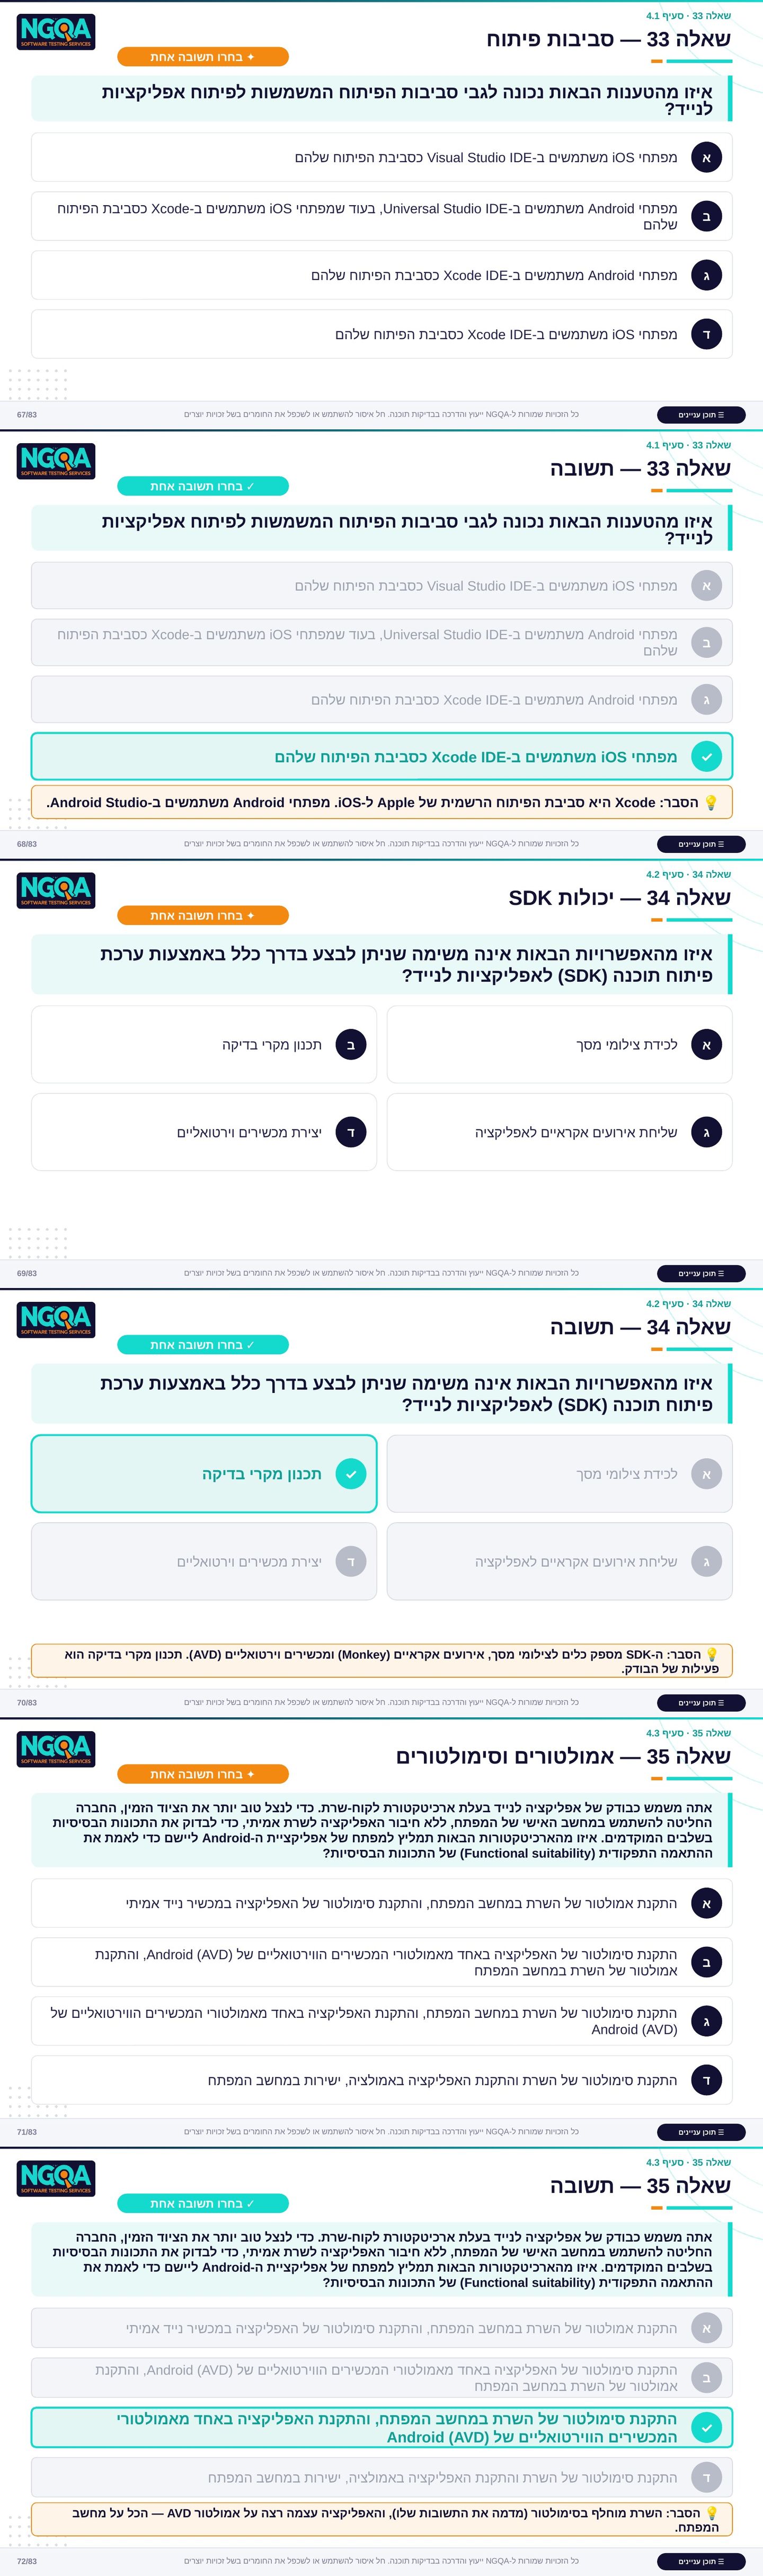 שאלה 33 · סעיף 4.1
NGQA
SOFTWARE TESTING SERVICES
שאלה 33 — סביבות פיתוח
✦ בחרו תשובה אחת
איזו מהטענות הבאות נכונה לגבי סביבות הפיתוח המשמשות לפיתוח אפליקציות
לנייד?
א
מפתחי iOS משתמשים ב-Visual Studio IDE כסביבת הפיתוח שלהם
ב
מפתחי Android משתמשים ב-Universal Studio IDE, בעוד שמפתחי iOS משתמשים ב-Xcode כסביבת הפיתוח
שלהם
ג
מפתחי Android משתמשים ב-Xcode IDE כסביבת הפיתוח שלהם
ד
מפתחי iOS משתמשים ב-Xcode IDE כסביבת הפיתוח שלהם
☰ תוכן עניינים
כל הזכויות שמורות ל-NGQA ייעוץ והדרכה בבדיקות תוכנה. חל איסור להשתמש או לשכפל את החומרים בשל זכויות יוצרים
67/83
שאלה 33 · סעיף 4.1
NGQA
SOFTWARE TESTING SERVICES
שאלה 33 — תשובה
✓ בחרו תשובה אחת
איזו מהטענות הבאות נכונה לגבי סביבות הפיתוח המשמשות לפיתוח אפליקציות
לנייד?
א
מפתחי iOS משתמשים ב-Visual Studio IDE כסביבת הפיתוח שלהם
ב
מפתחי Android משתמשים ב-Universal Studio IDE, בעוד שמפתחי iOS משתמשים ב-Xcode כסביבת הפיתוח
שלהם
ג
מפתחי Android משתמשים ב-Xcode IDE כסביבת הפיתוח שלהם
✓
מפתחי iOS משתמשים ב-Xcode IDE כסביבת הפיתוח שלהם
💡 הסבר: Xcode היא סביבת הפיתוח הרשמית של Apple ל-iOS. מפתחי Android משתמשים ב-Android Studio.
☰ תוכן עניינים
כל הזכויות שמורות ל-NGQA ייעוץ והדרכה בבדיקות תוכנה. חל איסור להשתמש או לשכפל את החומרים בשל זכויות יוצרים
68/83
שאלה 34 · סעיף 4.2
NGQA
SOFTWARE TESTING SERVICES
שאלה 34 — יכולות SDK
✦ בחרו תשובה אחת
איזו מהאפשרויות הבאות אינה משימה שניתן לבצע בדרך כלל באמצעות ערכת
פיתוח תוכנה (SDK) לאפליקציות לנייד?
א
לכידת צילומי מסך
ב
תכנון מקרי בדיקה
ג
שליחת אירועים אקראיים לאפליקציה
ד
יצירת מכשירים וירטואליים
☰ תוכן עניינים
כל הזכויות שמורות ל-NGQA ייעוץ והדרכה בבדיקות תוכנה. חל איסור להשתמש או לשכפל את החומרים בשל זכויות יוצרים
69/83
שאלה 34 · סעיף 4.2
NGQA
SOFTWARE TESTING SERVICES
שאלה 34 — תשובה
✓ בחרו תשובה אחת
איזו מהאפשרויות הבאות אינה משימה שניתן לבצע בדרך כלל באמצעות ערכת
פיתוח תוכנה (SDK) לאפליקציות לנייד?
א
לכידת צילומי מסך
✓
תכנון מקרי בדיקה
ג
שליחת אירועים אקראיים לאפליקציה
ד
יצירת מכשירים וירטואליים
💡 הסבר: ה-SDK מספק כלים לצילומי מסך, אירועים אקראיים (Monkey) ומכשירים וירטואליים (AVD). תכנון מקרי בדיקה הוא
פעילות של הבודק.
☰ תוכן עניינים
כל הזכויות שמורות ל-NGQA ייעוץ והדרכה בבדיקות תוכנה. חל איסור להשתמש או לשכפל את החומרים בשל זכויות יוצרים
70/83
שאלה 35 · סעיף 4.3
NGQA
SOFTWARE TESTING SERVICES
שאלה 35 — אמולטורים וסימולטורים
✦ בחרו תשובה אחת
אתה משמש כבודק של אפליקציה לנייד בעלת ארכיטקטורת לקוח-שרת. כדי לנצל טוב יותר את הציוד הזמין, החברה
החליטה להשתמש במחשב האישי של המפתח, ללא חיבור האפליקציה לשרת אמיתי, כדי לבדוק את התכונות הבסיסיות
בשלבים המוקדמים. איזו מהארכיטקטורות הבאות תמליץ למפתח של אפליקציית ה-Android ליישם כדי לאמת את
ההתאמה התפקודית (Functional suitability) של התכונות הבסיסיות?
א
התקנת אמולטור של השרת במחשב המפתח, והתקנת סימולטור של האפליקציה במכשיר נייד אמיתי
ב
התקנת סימולטור של האפליקציה באחד מאמולטורי המכשירים הווירטואליים של Android (AVD), והתקנת
אמולטור של השרת במחשב המפתח
ג
התקנת סימולטור של השרת במחשב המפתח, והתקנת האפליקציה באחד מאמולטורי המכשירים הווירטואליים של
Android (AVD)
ד
התקנת סימולטור של השרת והתקנת האפליקציה באמולציה, ישירות במחשב המפתח
☰ תוכן עניינים
כל הזכויות שמורות ל-NGQA ייעוץ והדרכה בבדיקות תוכנה. חל איסור להשתמש או לשכפל את החומרים בשל זכויות יוצרים
71/83
שאלה 35 · סעיף 4.3
NGQA
SOFTWARE TESTING SERVICES
שאלה 35 — תשובה
✓ בחרו תשובה אחת
אתה משמש כבודק של אפליקציה לנייד בעלת ארכיטקטורת לקוח-שרת. כדי לנצל טוב יותר את הציוד הזמין, החברה
החליטה להשתמש במחשב האישי של המפתח, ללא חיבור האפליקציה לשרת אמיתי, כדי לבדוק את התכונות הבסיסיות
בשלבים המוקדמים. איזו מהארכיטקטורות הבאות תמליץ למפתח של אפליקציית ה-Android ליישם כדי לאמת את
ההתאמה התפקודית (Functional suitability) של התכונות הבסיסיות?
א
התקנת אמולטור של השרת במחשב המפתח, והתקנת סימולטור של האפליקציה במכשיר נייד אמיתי
ב
התקנת סימולטור של האפליקציה באחד מאמולטורי המכשירים הווירטואליים של Android (AVD), והתקנת
אמולטור של השרת במחשב המפתח
✓
התקנת סימולטור של השרת במחשב המפתח, והתקנת האפליקציה באחד מאמולטורי
המכשירים הווירטואליים של Android (AVD)
ד
התקנת סימולטור של השרת והתקנת האפליקציה באמולציה, ישירות במחשב המפתח
💡 הסבר: השרת מוחלף בסימולטור (מדמה את התשובות שלו), והאפליקציה עצמה רצה על אמולטור AVD — הכל על מחשב
המפתח.
☰ תוכן עניינים
כל הזכויות שמורות ל-NGQA ייעוץ והדרכה בבדיקות תוכנה. חל איסור להשתמש או לשכפל את החומרים בשל זכויות יוצרים
72/83